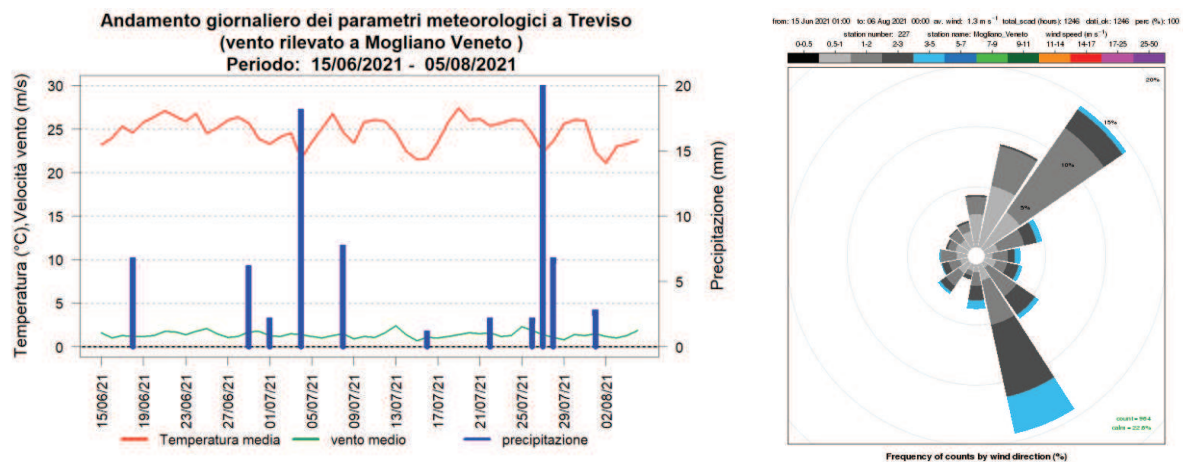 Andamento giornaliero dei parametri meteorologici a Treviso
(vento rilevato a Mogliano Veneto )
Periodo: 15/06/2021 - 05/08/2021
Temperatura (°C),Velocità vento (m/s)
30
25
20
15
10
5
0
20
15
10
5
0
Precipitazione (mm)
15/06/21
19/06/21
23/06/21
27/06/21
01/07/21
05/07/21
09/07/21
13/07/21
17/07/21
21/07/21
25/07/21
29/07/21
02/08/21
Temperatura media vento medio precipitazione
from: 15 Jun 2021 01:00 to: 06 Aug 2021 00:00 av. wind: 1.3 m s⁻¹ total_scad (hours): 1246 dati_ok: 1246 perc (%): 100
station number: 227 station name: Mogliano_Veneto wind speed (m s⁻¹)
0-0.5 0.5-1 1-2 2-3 3-5 5-7 7-9 9-11 11-14 14-17 17-25 25-50
20%
15%
10%
5%
count = 964
calm = 22.6%
Frequency of counts by wind direction (%)